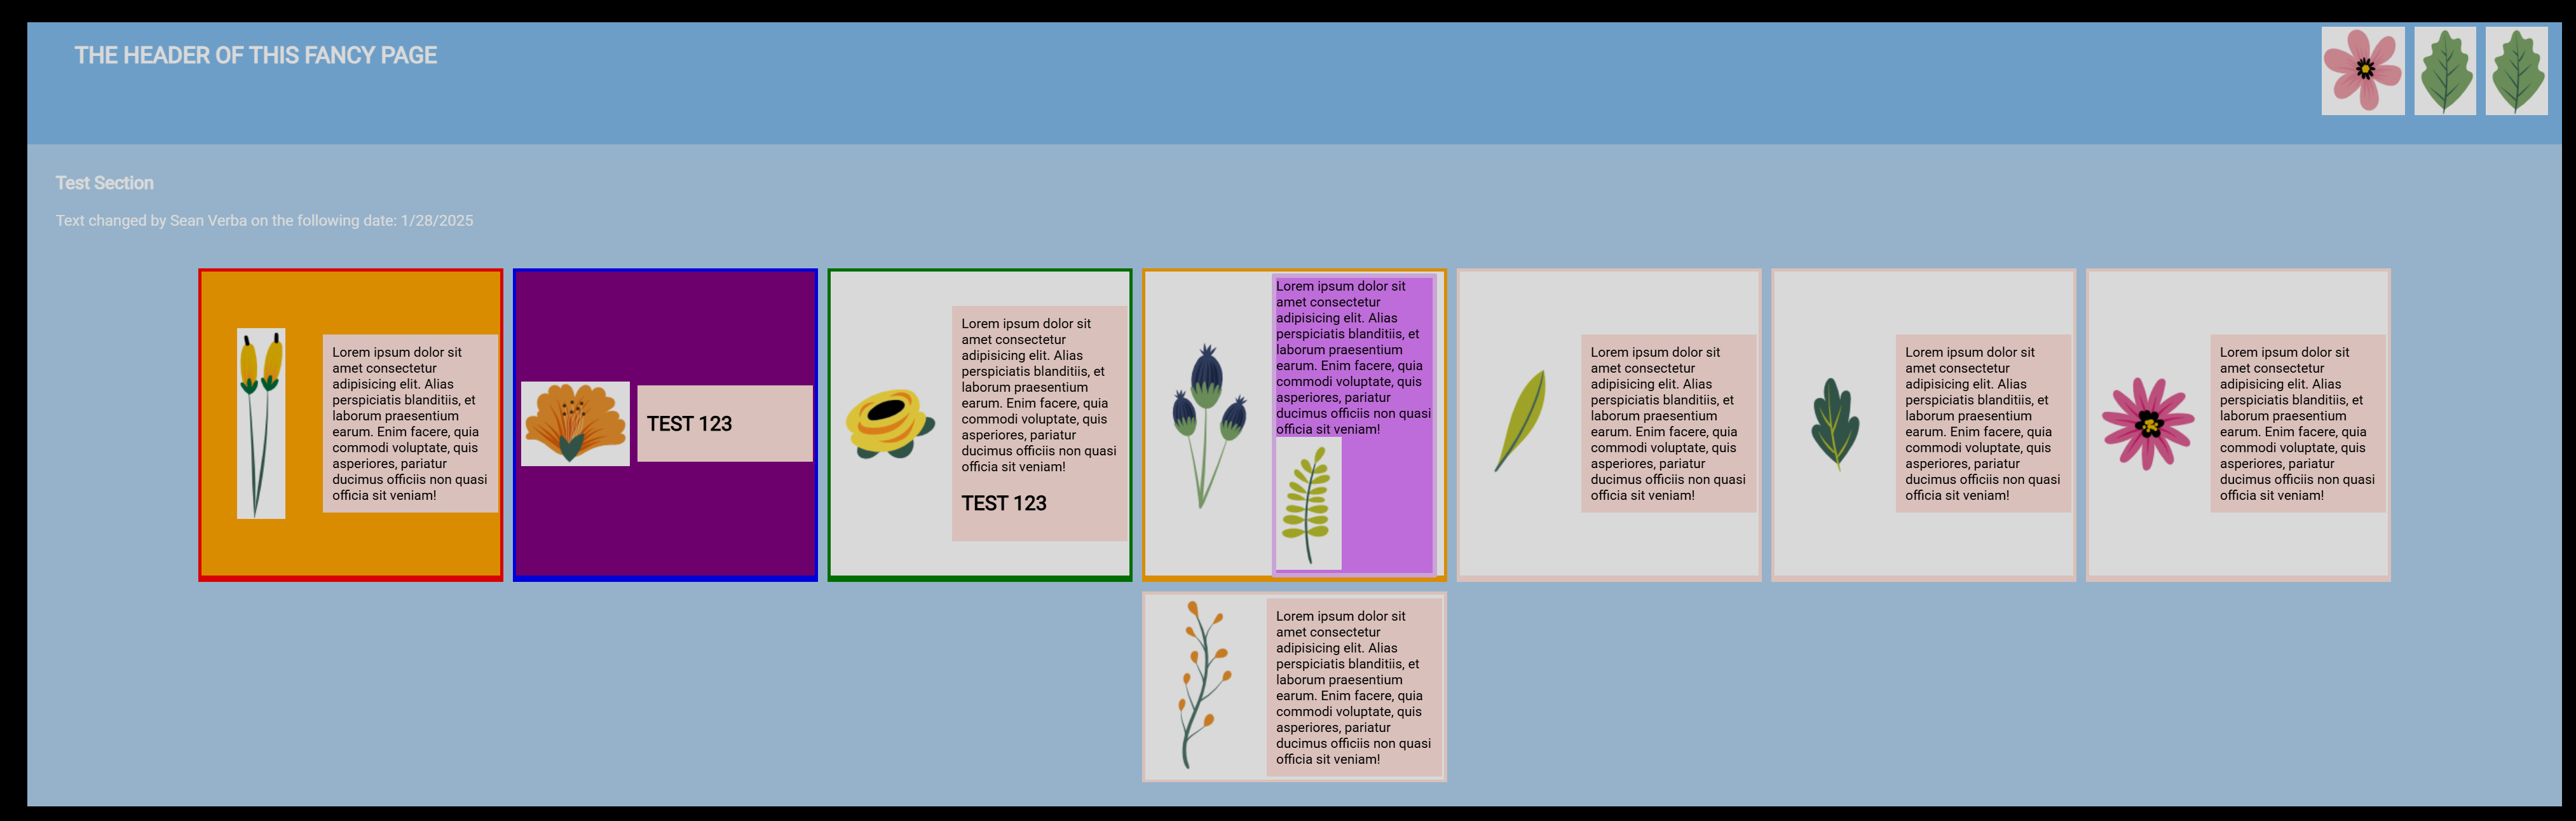 THE HEADER OF THIS FANCY PAGE
Test Section
Text changed by Sean Verba on the following date: 1/28/2025
Lorem ipsum dolor sit
amet consectetur
adipisicing elit. Alias
perspiciatis blanditiis, et
laborum praesentium
earum. Enim facere, quia
commodi voluptate, quis
asperiores, pariatur
ducimus officiis non quasi
officia sit veniam!
TEST 123
Lorem ipsum dolor sit
amet consectetur
adipisicing elit. Alias
perspiciatis blanditiis, et
laborum praesentium
earum. Enim facere, quia
commodi voluptate, quis
asperiores, pariatur
ducimus officiis non quasi
officia sit veniam!
TEST 123
Lorem ipsum dolor sit
amet consectetur
adipisicing elit. Alias
perspiciatis blanditiis, et
laborum praesentium
earum. Enim facere, quia
commodi voluptate, quis
asperiores, pariatur
ducimus officiis non quasi
officia sit veniam!
Lorem ipsum dolor sit
amet consectetur
adipisicing elit. Alias
perspiciatis blanditiis, et
laborum praesentium
earum. Enim facere, quia
commodi voluptate, quis
asperiores, pariatur
ducimus officiis non quasi
officia sit veniam!
Lorem ipsum dolor sit
amet consectetur
adipisicing elit. Alias
perspiciatis blanditiis, et
laborum praesentium
earum. Enim facere, quia
commodi voluptate, quis
asperiores, pariatur
ducimus officiis non quasi
officia sit veniam!
Lorem ipsum dolor sit
amet consectetur
adipisicing elit. Alias
perspiciatis blanditiis, et
laborum praesentium
earum. Enim facere, quia
commodi voluptate, quis
asperiores, pariatur
ducimus officiis non quasi
officia sit veniam!
Lorem ipsum dolor sit
amet consectetur
adipisicing elit. Alias
perspiciatis blanditiis, et
laborum praesentium
earum. Enim facere, quia
commodi voluptate, quis
asperiores, pariatur
ducimus officiis non quasi
officia sit veniam!